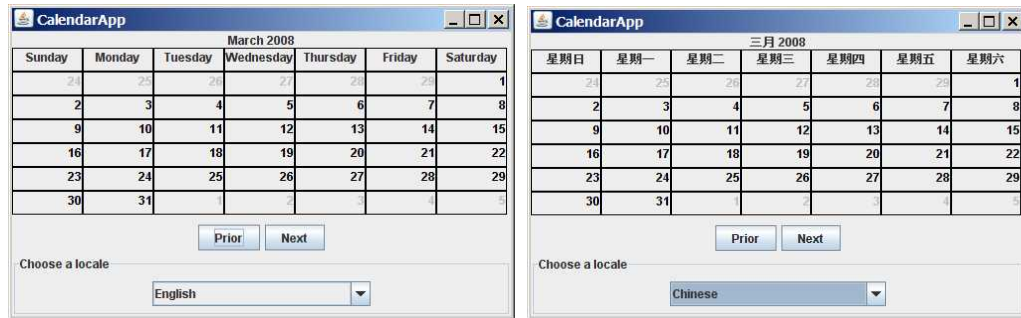 CalendarApp
March 2008
Sunday Monday Tuesday Wednesday Thursday Friday Saturday
24 25 26 27 28 29 1
2 3 4 5 6 7 8
9 10 11 12 13 14 15
16 17 18 19 20 21 22
23 24 25 26 27 28 29
30 31 1 2 3 4 5
Prior Next
Choose a locale
English
CalendarApp
三月 2008
星期日 星期一 星期二 星期三 星期四 星期五 星期六
24 25 26 27 28 29 1
2 3 4 5 6 7 8
9 10 11 12 13 14 15
16 17 18 19 20 21 22
23 24 25 26 27 28 29
30 31 1 2 3 4 5
Prior Next
Choose a locale
Chinese